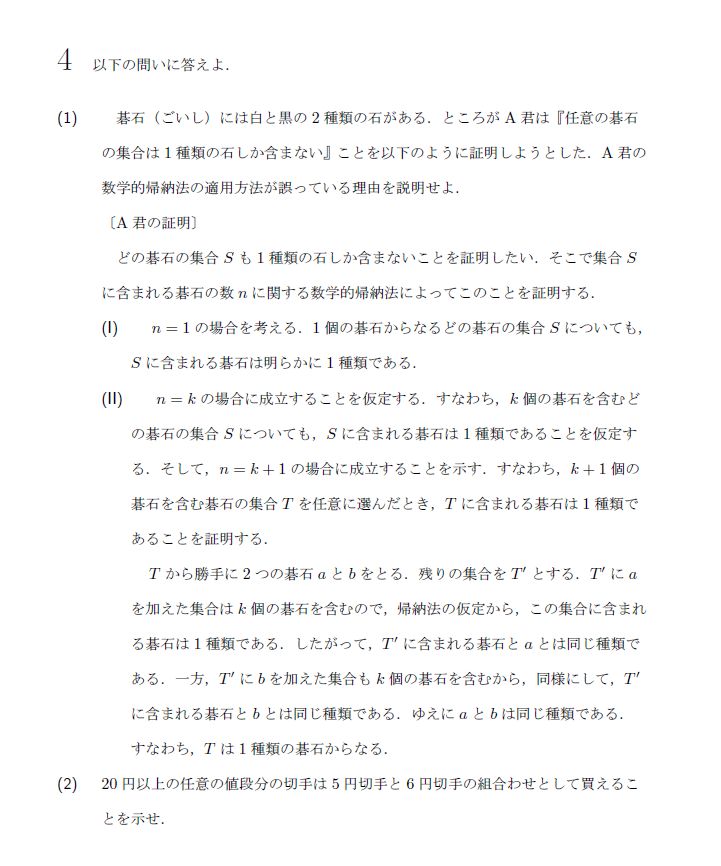 4 以下の問いに答えよ．
(1) 碁石（ごいし）には白と黒の 2 種類の石がある．ところが A 君は『任意の碁石
の集合は 1 種類の石しか含まない』ことを以下のように証明しようとした．A 君の
数学的帰納法の適用方法が誤っている理由を説明せよ．
〔A 君の証明〕
どの碁石の集合 S も 1 種類の石しか含まないことを証明したい．そこで集合 S
に含まれる碁石の数 n に関する数学的帰納法によってこのことを証明する．
(I) n = 1 の場合を考える．1 個の碁石からなるどの碁石の集合 S についても，
S に含まれる碁石は明らかに 1 種類である．
(II) n = k の場合に成立することを仮定する．すなわち，k 個の碁石を含むど
の碁石の集合 S についても，S に含まれる碁石は 1 種類であることを仮定す
る．そして，n = k + 1 の場合に成立することを示す．すなわち，k + 1 個の
碁石を含む碁石の集合 T を任意に選んだとき，T に含まれる碁石は 1 種類で
あることを証明する．
T から勝手に 2 つの碁石 a と b をとる．残りの集合を T′ とする．T′ に a
を加えた集合は k 個の碁石を含むので，帰納法の仮定から，この集合に含まれ
る碁石は 1 種類である．したがって，T′ に含まれる碁石と a とは同じ種類で
ある．一方，T′ に b を加えた集合も k 個の碁石を含むから，同様にして，T′
に含まれる碁石と b とは同じ種類である．ゆえに a と b は同じ種類である．
すなわち，T は 1 種類の碁石からなる．
(2) 20 円以上の任意の値段分の切手は 5 円切手と 6 円切手の組合わせとして買えるこ
とを示せ．